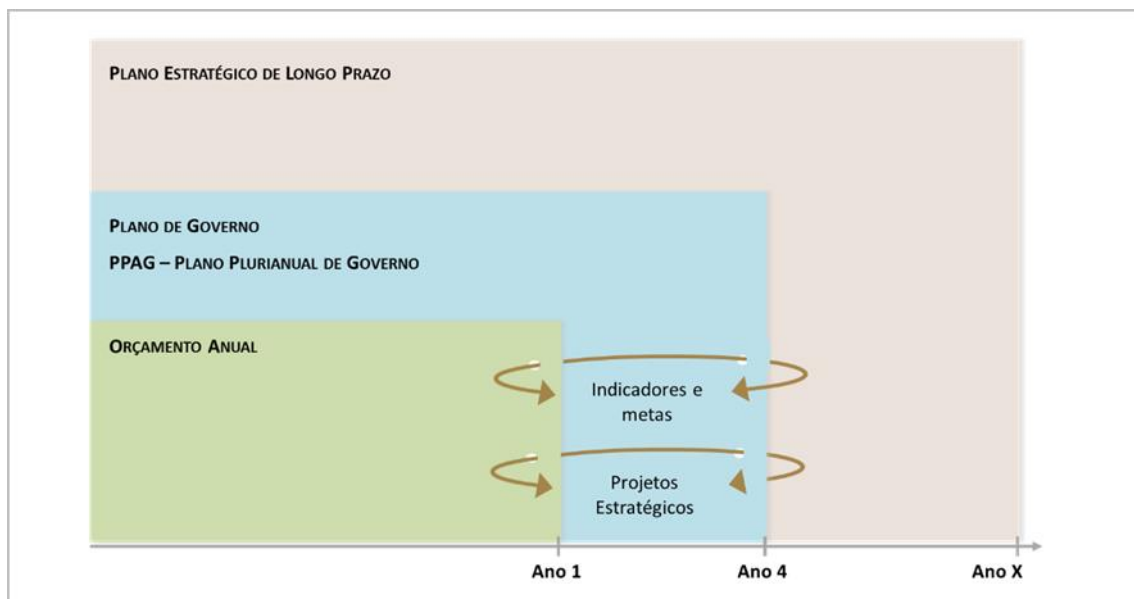 PLANO ESTRATÉGICO DE LONGO PRAZO
PLANO DE GOVERNO
PPAG – PLANO PLURIANUAL DE GOVERNO
ORÇAMENTO ANUAL
Indicadores e
metas
Projetos
Estratégicos
Ano 1
Ano 4
Ano X